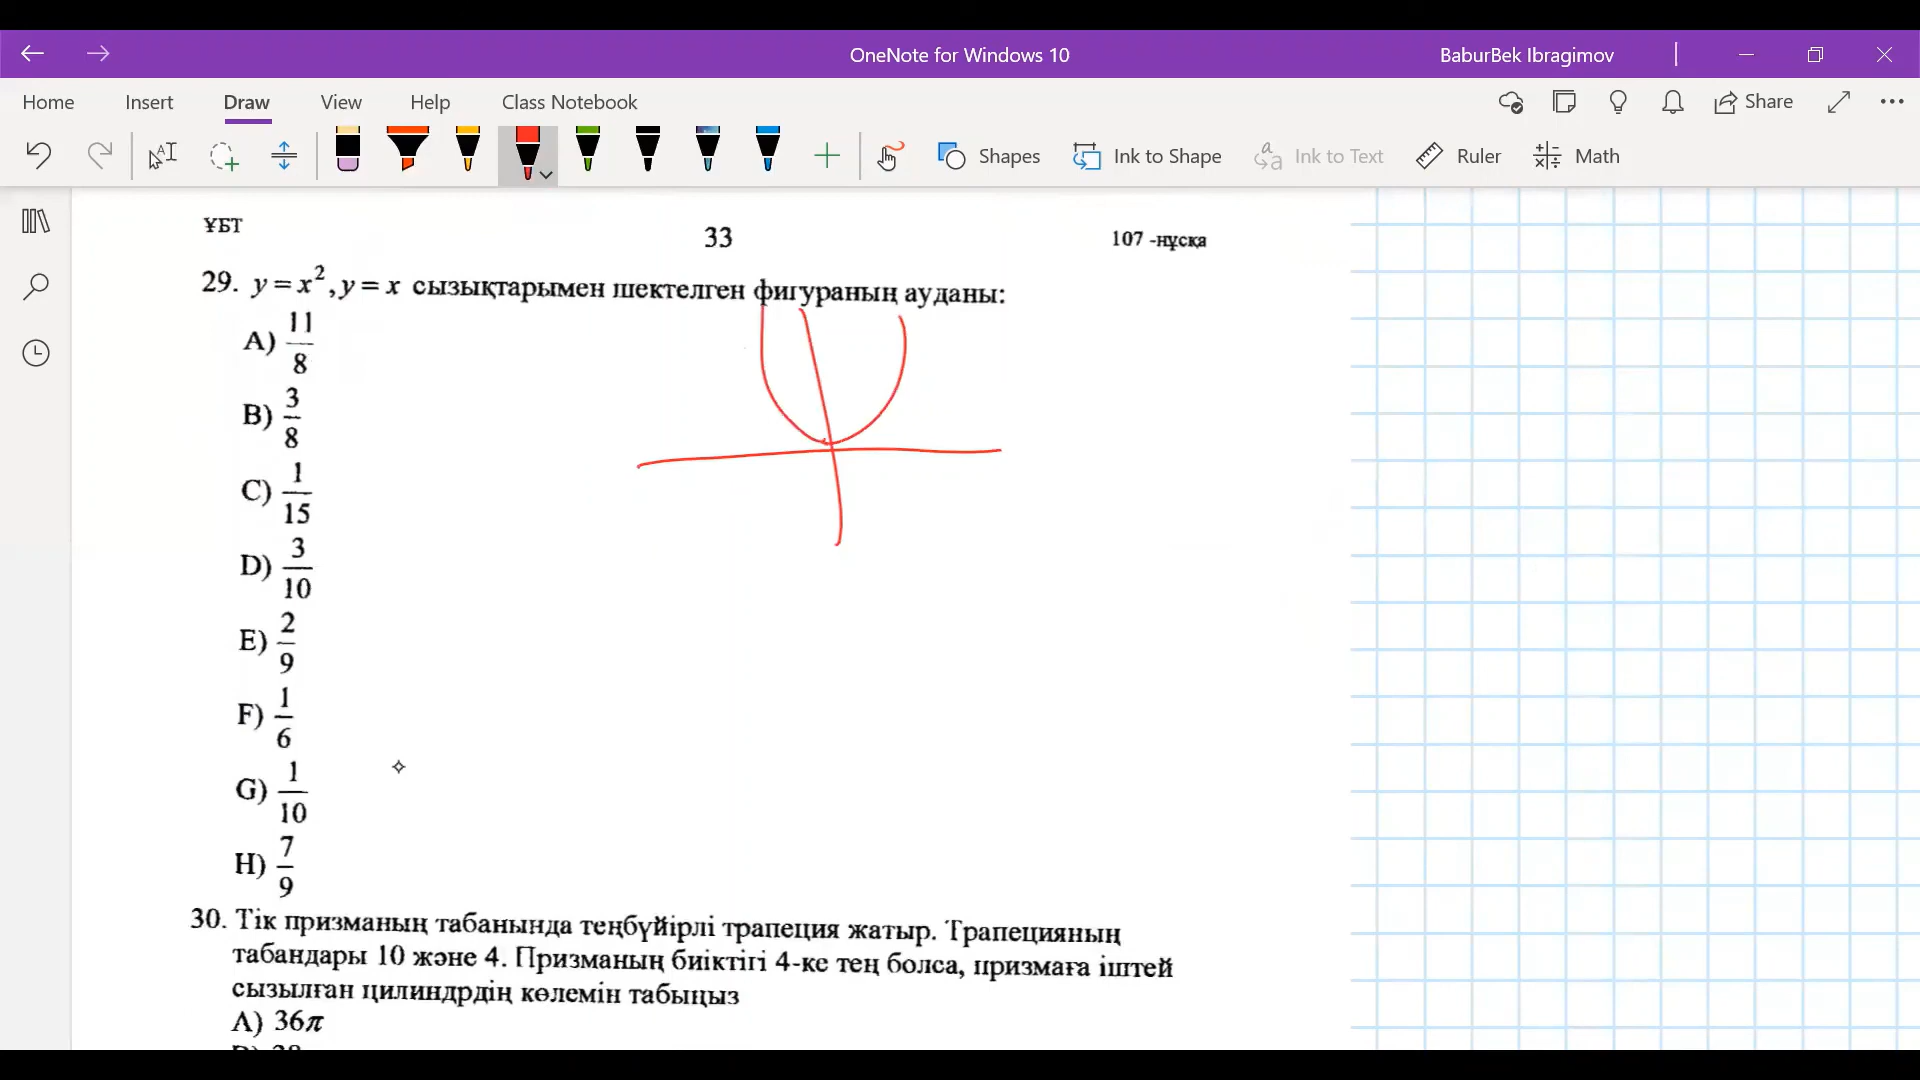 OneNote for Windows 10
BaburBek Ibragimov
Home Insert Draw View Help Class Notebook
Share
Shapes Ink to Shape Ink to Text Ruler Math
ҰБТ 33 107 -нұсқа
29. y = x², y = x сызықтарымен шектелген фигураның ауданы:
A) 11/8
B) 3/8
C) 1/15
D) 3/10
E) 2/9
F) 1/6
G) 1/10
H) 7/9
30. Тік призманың табанында теңбүйірлі трапеция жатыр. Трапецияның
табандары 10 және 4. Призманың биіктігі 4-ке тең болса, призмаға іштей
сызылған цилиндрдің көлемін табыңыз
A) 36π